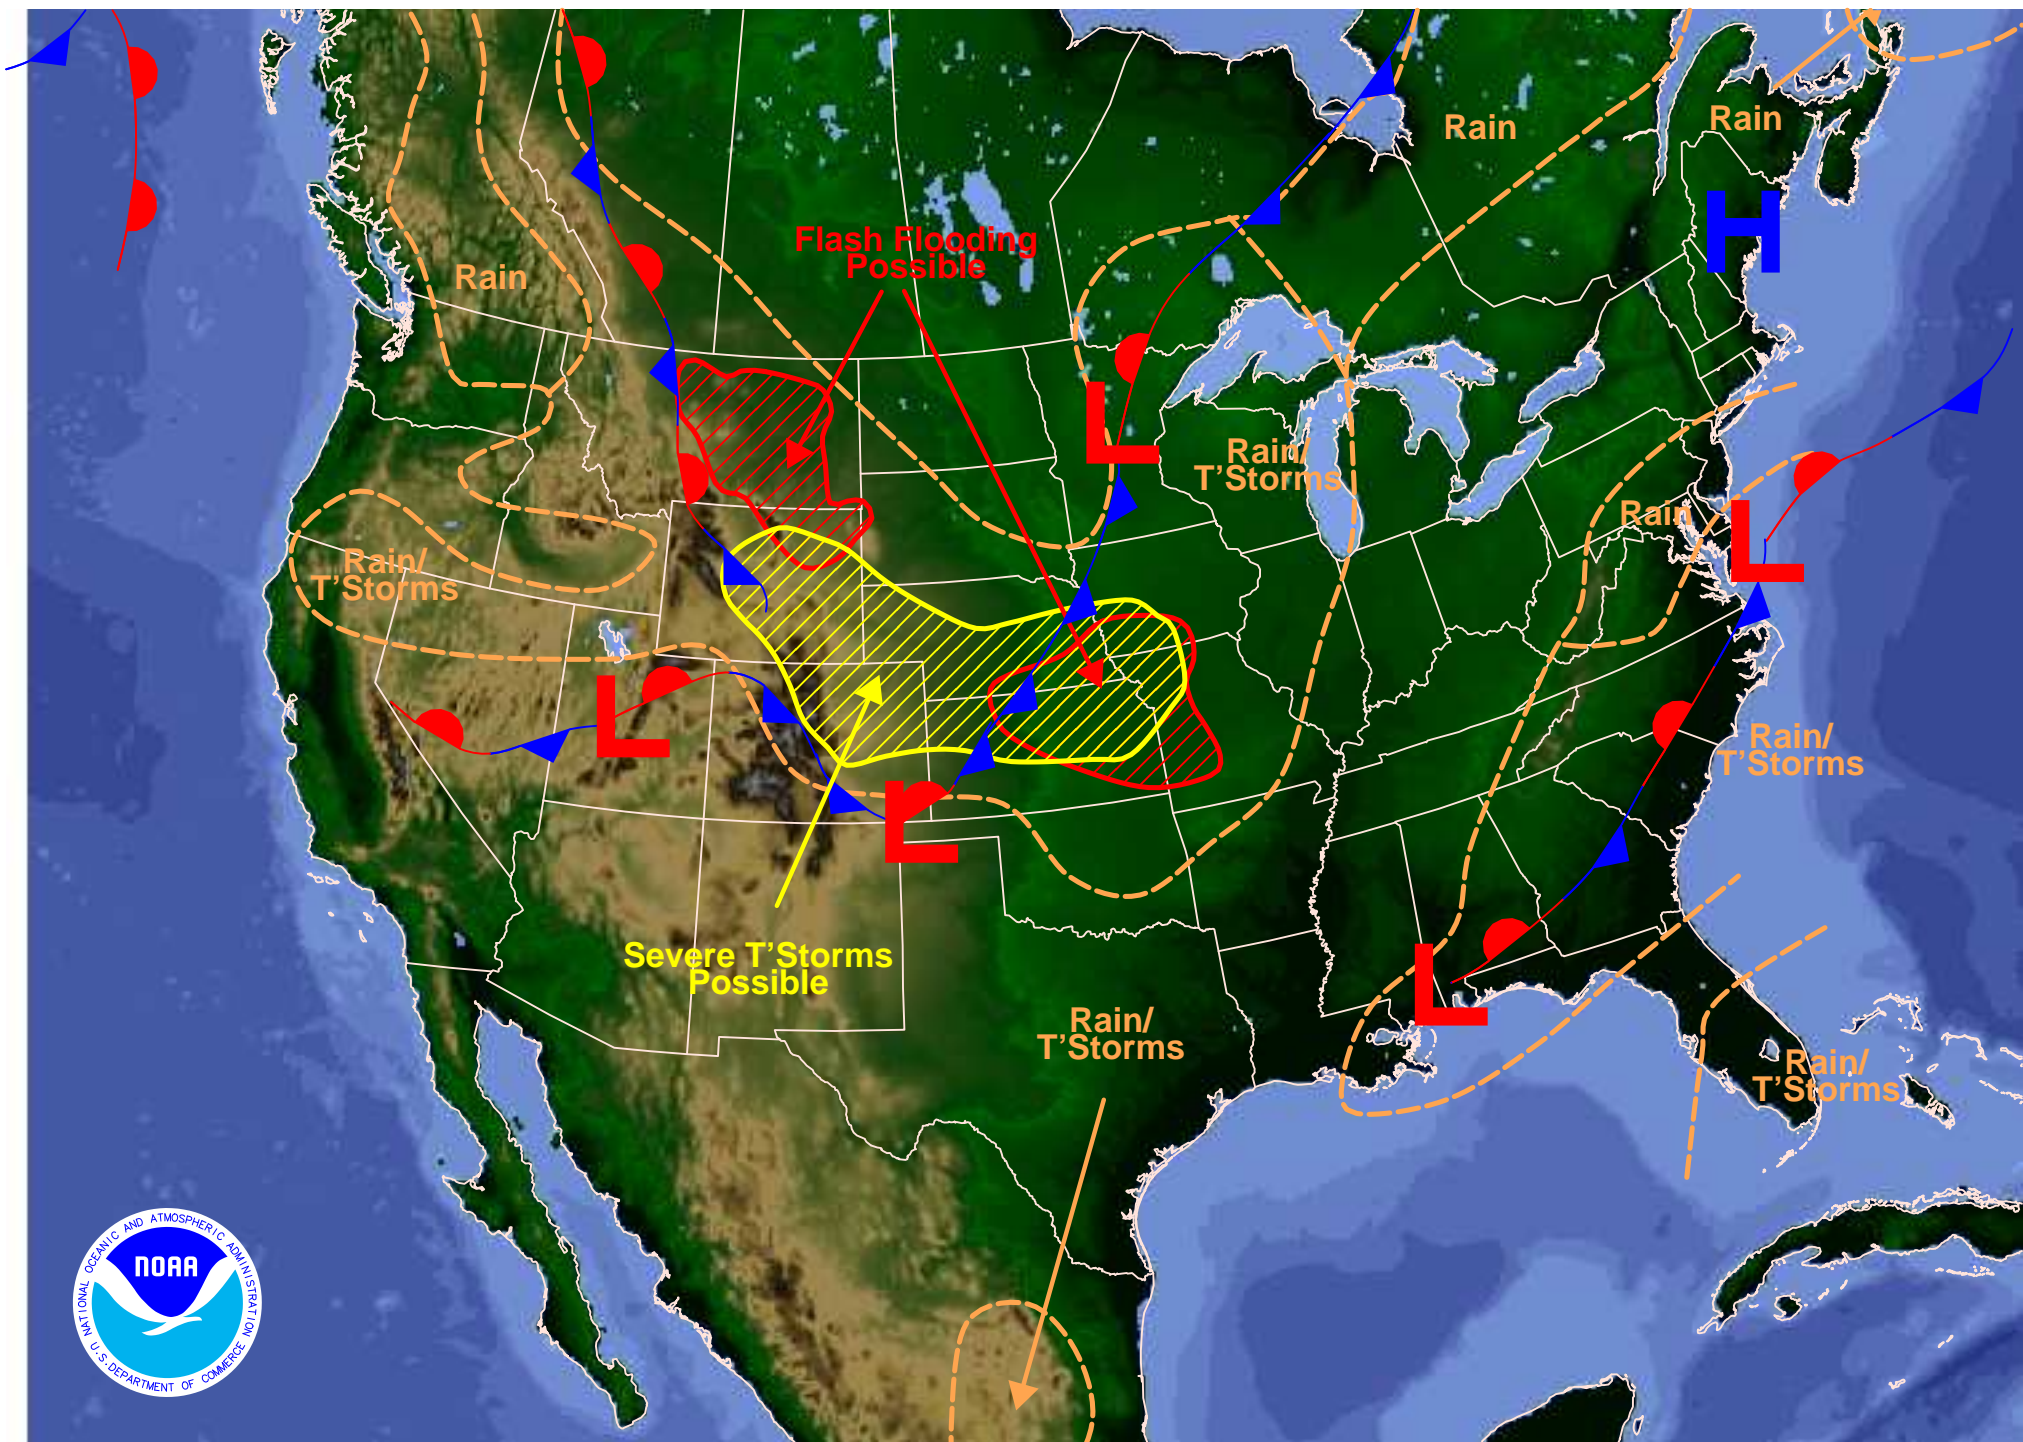 Rain
Rain
Flash Flooding
Possible
Rain
H
L
Rain/
T'Storms
Rain
L
Rain/
T'Storms
L
Rain/
T'Storms
L
Severe T'Storms
Possible
L
Rain/
T'Storms
Rain/
T'Storms
NATIONAL OCEANIC AND ATMOSPHERIC ADMINISTRATION
NOAA
U.S. DEPARTMENT OF COMMERCE